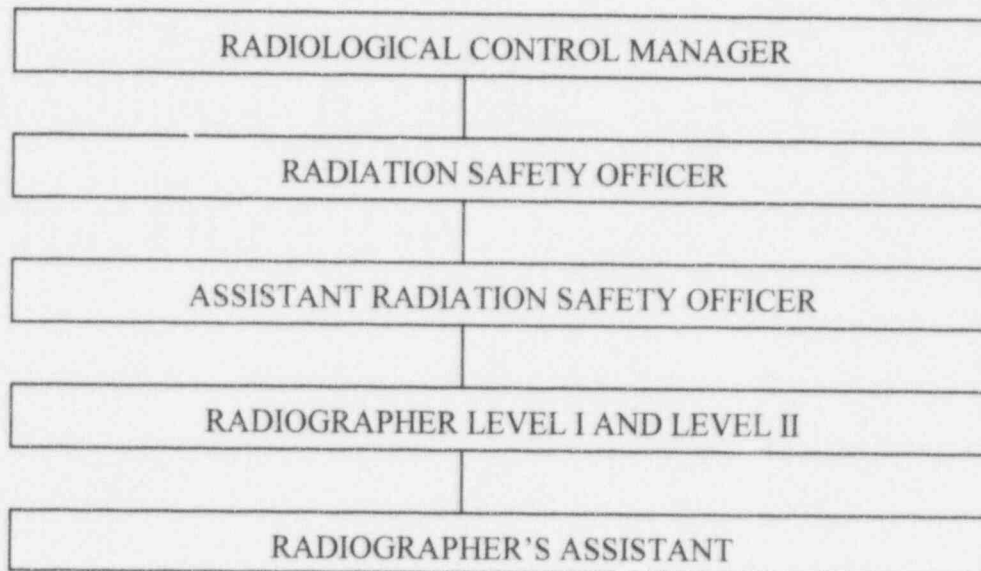 RADIOLOGICAL CONTROL MANAGER
RADIATION SAFETY OFFICER
ASSISTANT RADIATION SAFETY OFFICER
RADIOGRAPHER LEVEL I AND LEVEL II
RADIOGRAPHER'S ASSISTANT